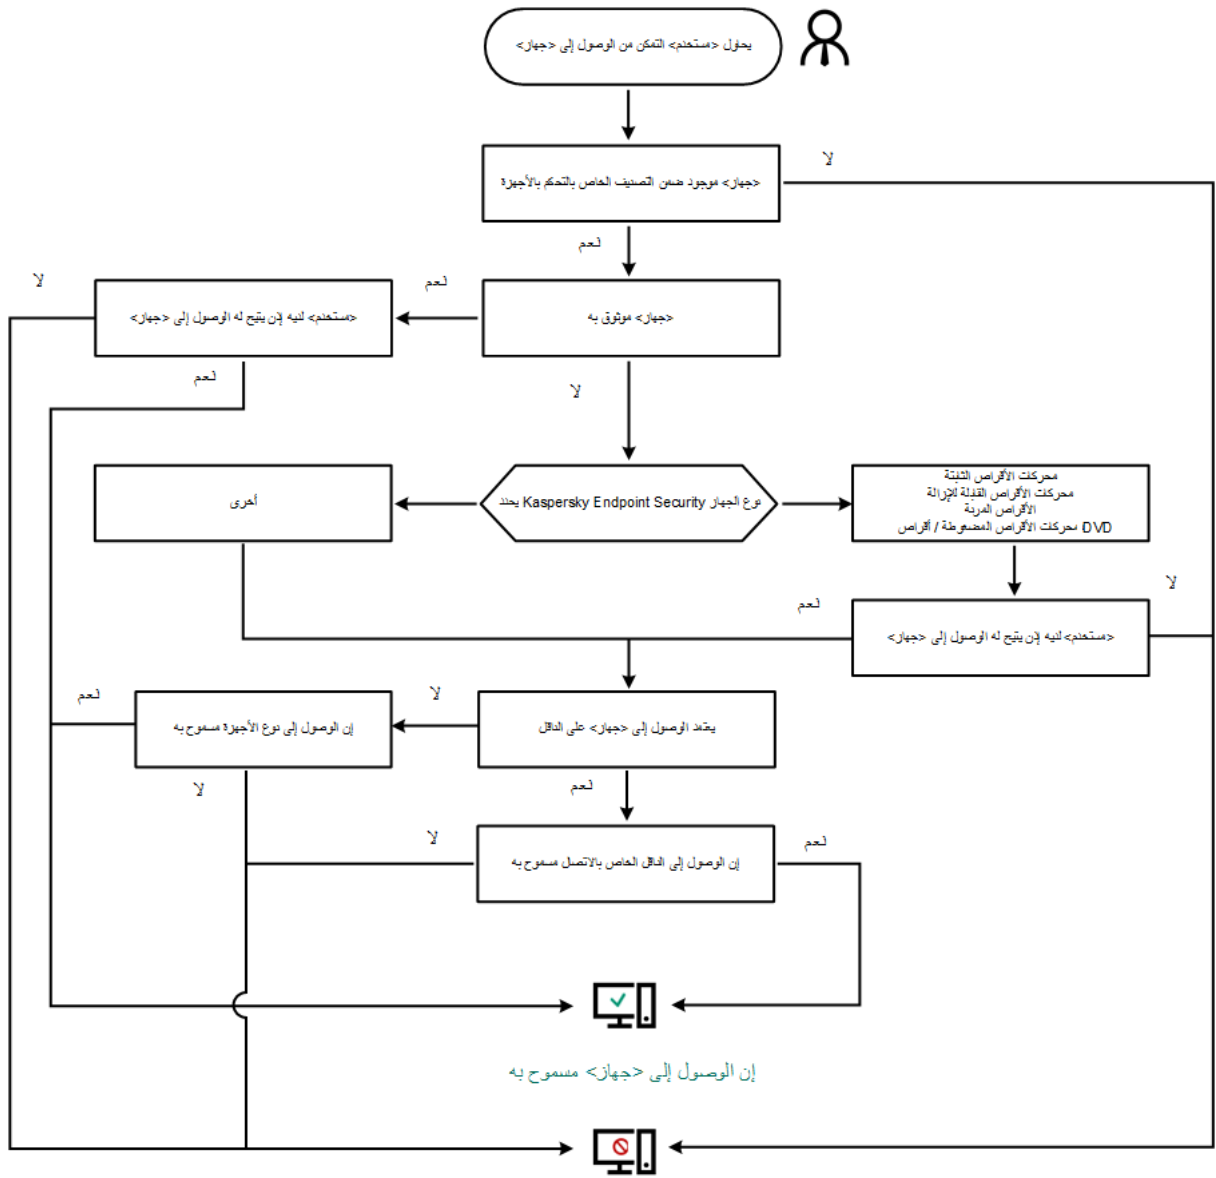 يحاول <مستخدم> التمكن من الوصول إلى <جهاز>
<جهاز> موجود ضمن التصنيف الخاص بالتحكم بالأجهزة
لا
نعم
<جهاز> موثوق به
نعم
<مستخدم> لديه إذن يتيح له الوصول إلى <جهاز>
لا
نعم
لا
يحدد Kaspersky Endpoint Security نوع الجهاز
محركات الأقراص الثابتة
محركات الأقراص القابلة للإزالة
الأقراص المرنة
محركات الأقراص المضغوطة / أقراص DVD
أخرى
<مستخدم> لديه إذن يتيح له الوصول إلى <جهاز>
لا
نعم
يعتمد الوصول إلى <جهاز> على الناقل
لا
إن الوصول إلى نوع الأجهزة مسموح به
نعم
لا
نعم
إن الوصول إلى الناقل الخاص بالاتصال مسموح به
نعم
لا
إن الوصول إلى <جهاز> مسموح به